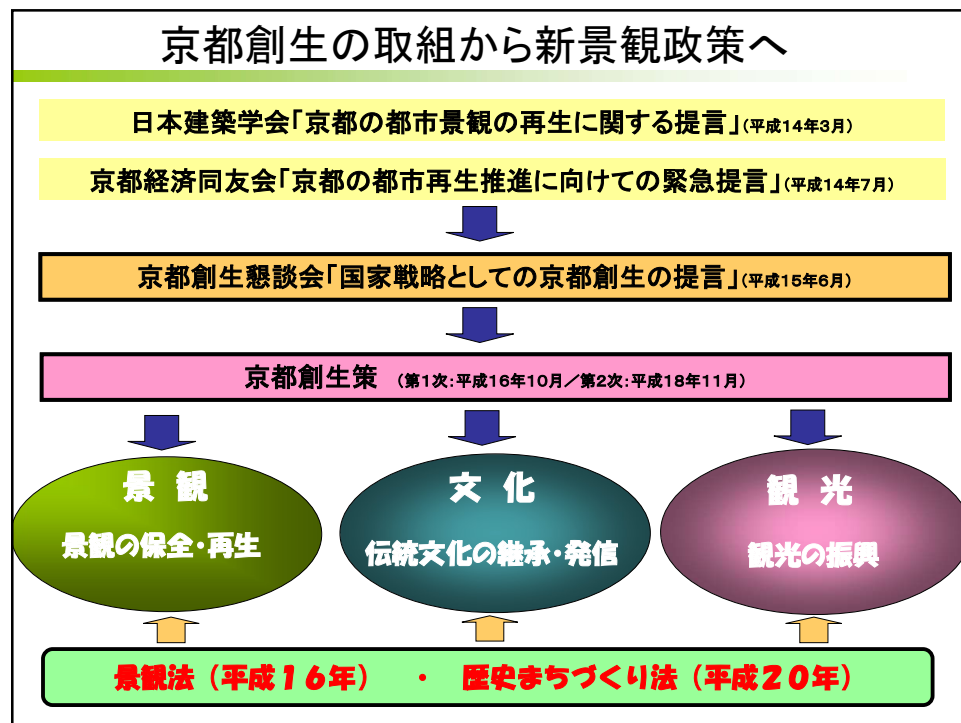 京都創生の取組から新景観政策へ
日本建築学会「京都の都市景観の再生に関する提言」(平成14年3月)
京都経済同友会「京都の都市再生推進に向けての緊急提言」(平成14年7月)
京都創生懇談会「国家戦略としての京都創生の提言」(平成15年6月)
京都創生策 (第1次:平成16年10月／第2次:平成18年11月)
景 観
景観の保全・再生
文 化
伝統文化の継承・発信
観 光
観光の振興
景観法（平成１６年） ・ 歴史まちづくり法（平成２０年）